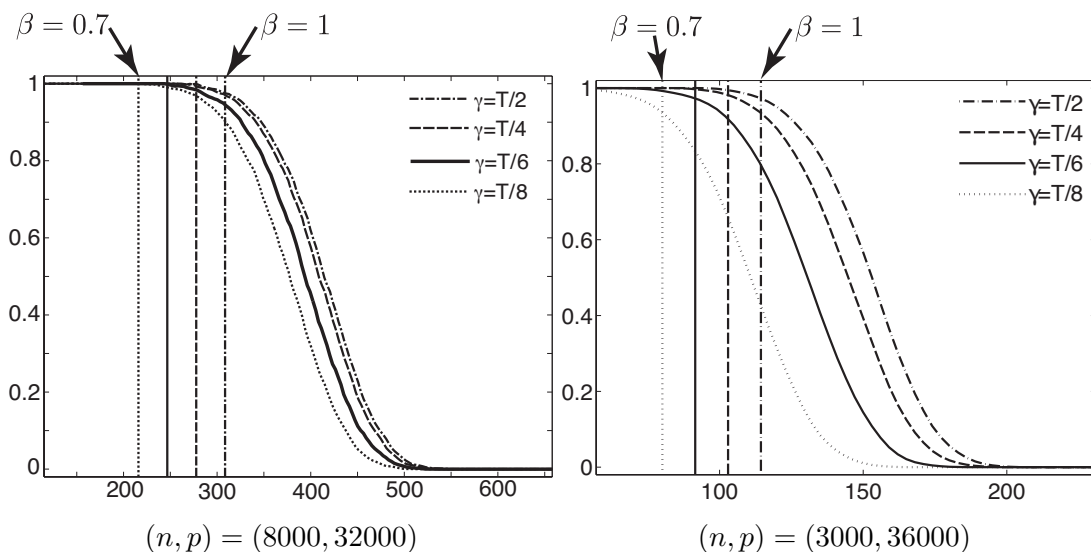 β = 0.7
β = 1
1
0.8
0.6
0.4
0.2
0
200
300
400
500
600
γ=T/2
γ=T/4
γ=T/6
γ=T/8
(n, p) = (8000, 32000)
β = 0.7
β = 1
1
0.8
0.6
0.4
0.2
0
100
150
200
γ=T/2
γ=T/4
γ=T/6
γ=T/8
(n, p) = (3000, 36000)